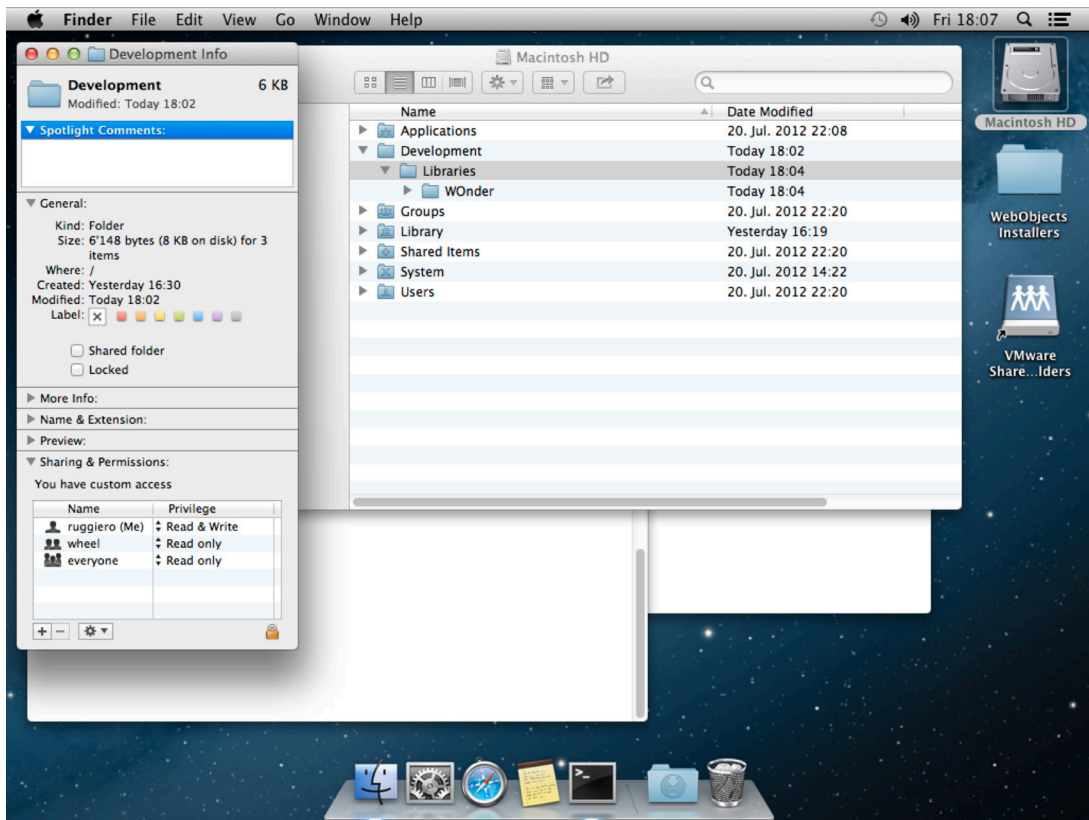 Finder File Edit View Go Window Help Fri 18:07
Development Info
Development 6 KB
Modified: Today 18:02
Spotlight Comments:
General:
Kind: Folder
Size: 6'148 bytes (8 KB on disk) for 3
items
Where: /
Created: Yesterday 16:30
Modified: Today 18:02
Label:
Shared folder
Locked
More Info:
Name & Extension:
Preview:
Sharing & Permissions:
You have custom access
Name Privilege
ruggiero (Me) Read & Write
wheel Read only
everyone Read only
Macintosh HD
Name Date Modified
Applications 20. Jul. 2012 22:08
Development Today 18:02
Libraries Today 18:04
WOnder Today 18:04
Groups 20. Jul. 2012 22:20
Library Yesterday 16:19
Shared Items 20. Jul. 2012 22:20
System 20. Jul. 2012 14:22
Users 20. Jul. 2012 22:20
Macintosh HD
WebObjects
Installers
VMware
Share...lders